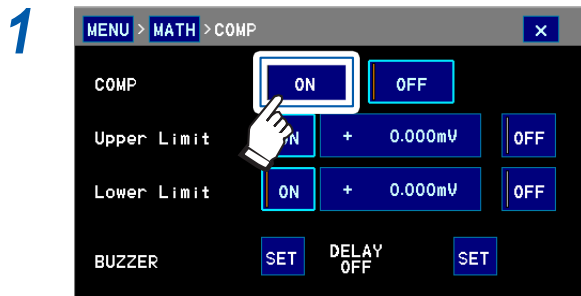 1
MENU > MATH > COMP ×
COMP ON OFF
Upper Limit ON + 0.000mV OFF
Lower Limit ON + 0.000mV OFF
BUZZER SET DELAY OFF SET